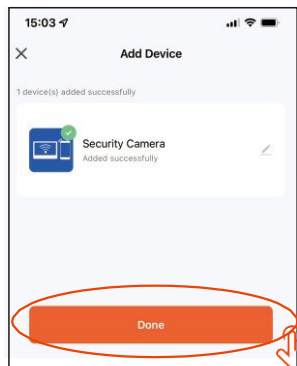 15:03
Add Device
1 device(s) added successfully
Security Camera
Added successfully
Done